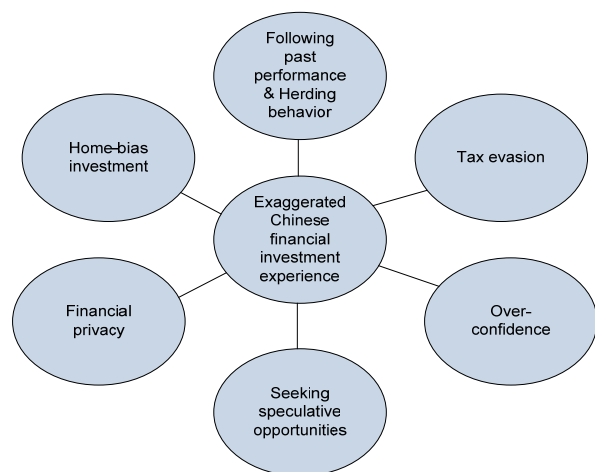 Following
past
performance
& Herding
behavior
Home–bias
investment
Tax evasion
Exaggerated
Chinese
financial
investment
experience
Financial
privacy
Over–
confidence
Seeking
speculative
opportunities